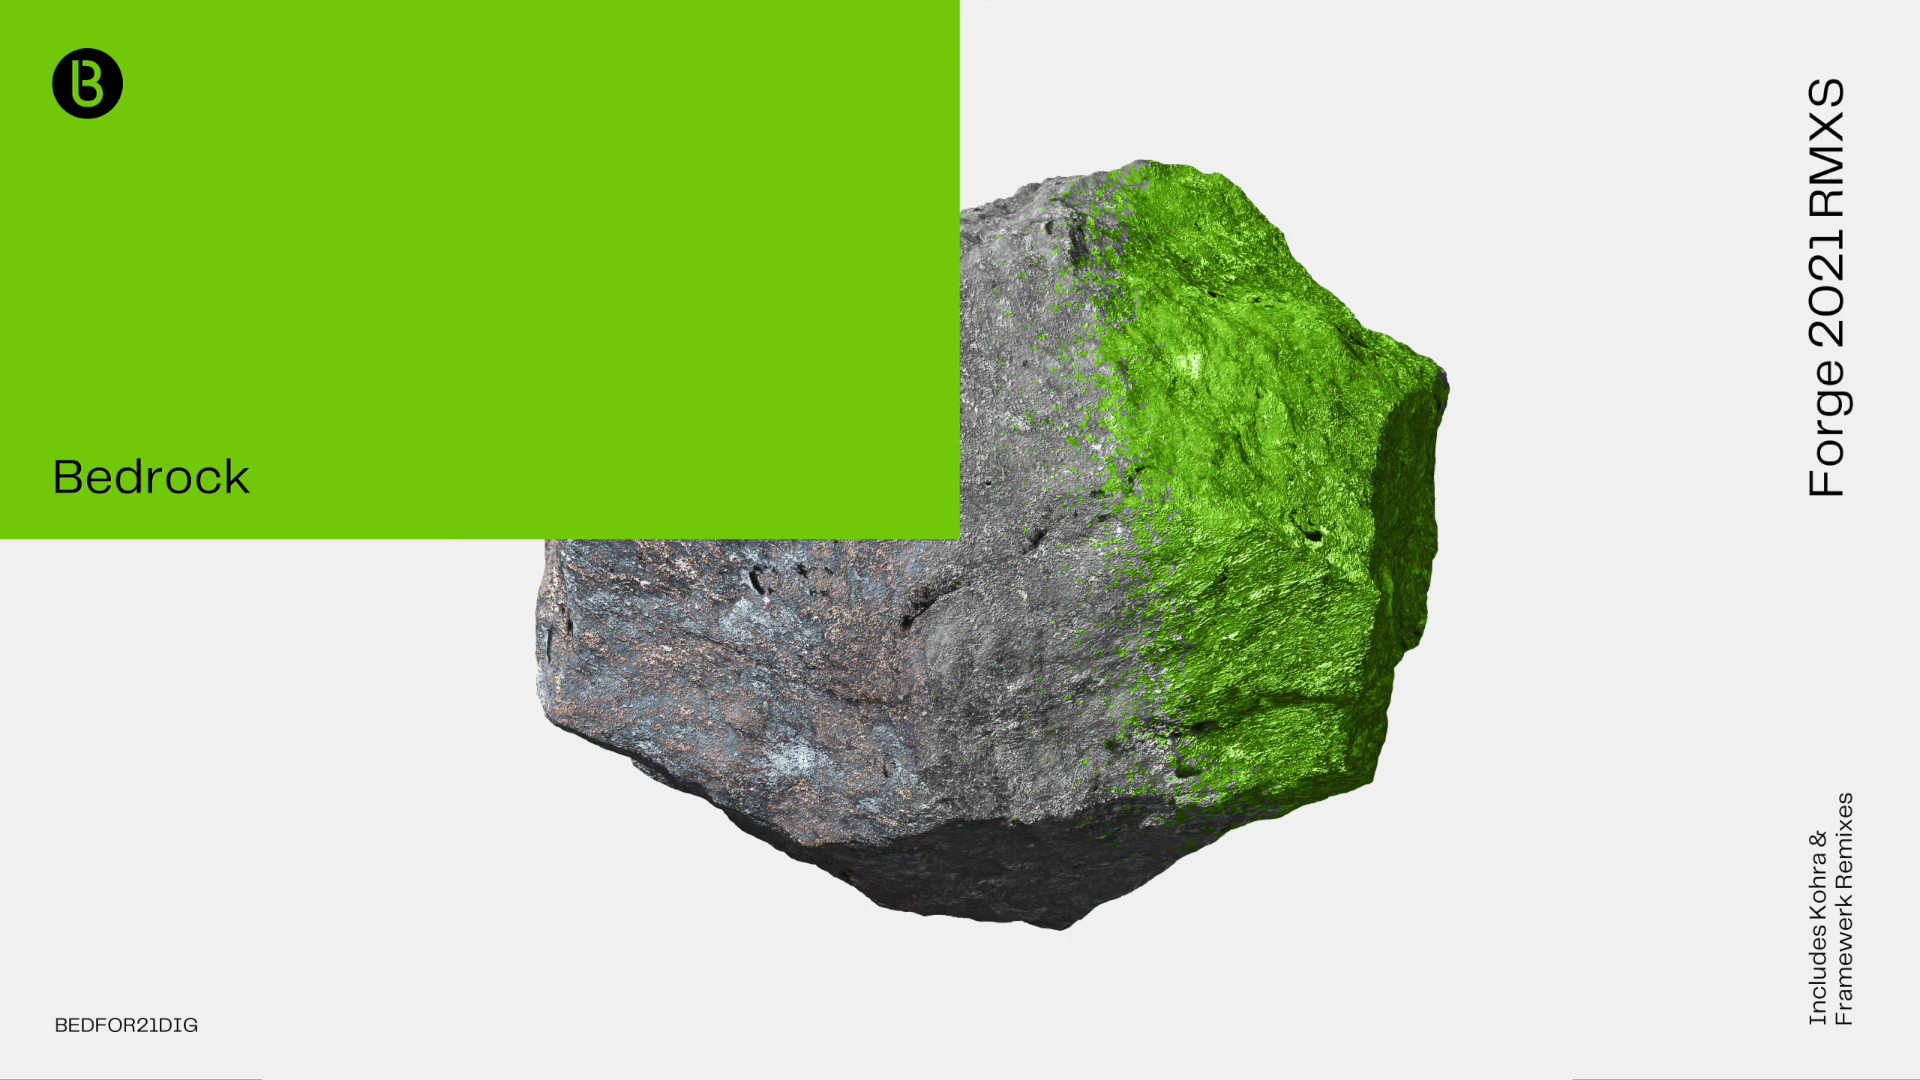 B
Bedrock
Forge 2021 RMXS
Includes Kohra &
Framewerk Remixes
BEDFOR21DIG